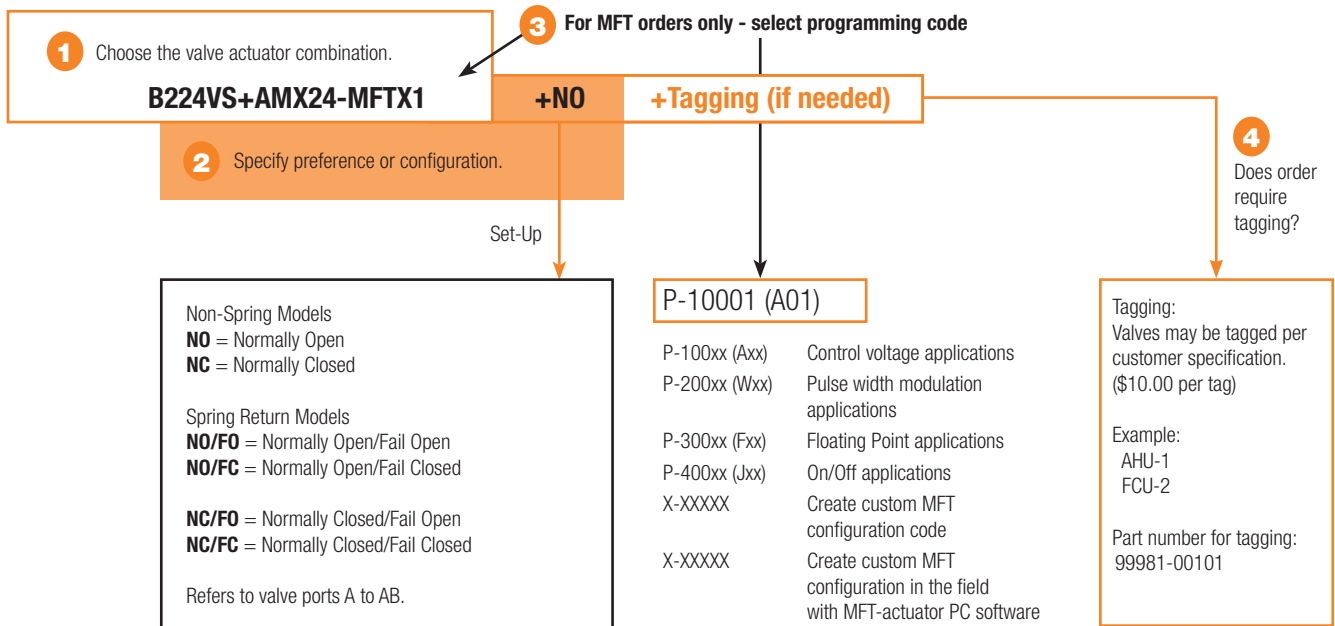 3 For MFT orders only - select programming code
1 Choose the valve actuator combination.
B224VS+AMX24-MFTX1 +NO +Tagging (if needed)
2 Specify preference or configuration.
4
Does order
require
tagging?
Set-Up
Non-Spring Models
NO = Normally Open
NC = Normally Closed
Spring Return Models
NO/FO = Normally Open/Fail Open
NO/FC = Normally Open/Fail Closed
NC/FO = Normally Closed/Fail Open
NC/FC = Normally Closed/Fail Closed
Refers to valve ports A to AB.
P-10001 (A01)
P-100xx (Axx) Control voltage applications
P-200xx (Wxx) Pulse width modulation
applications
P-300xx (Fxx) Floating Point applications
P-400xx (Jxx) On/Off applications
X-XXXXX Create custom MFT
configuration code
X-XXXXX Create custom MFT
configuration in the field
with MFT-actuator PC software
Tagging:
Valves may be tagged per
customer specification.
($10.00 per tag)
Example:
AHU-1
FCU-2
Part number for tagging:
99981-00101